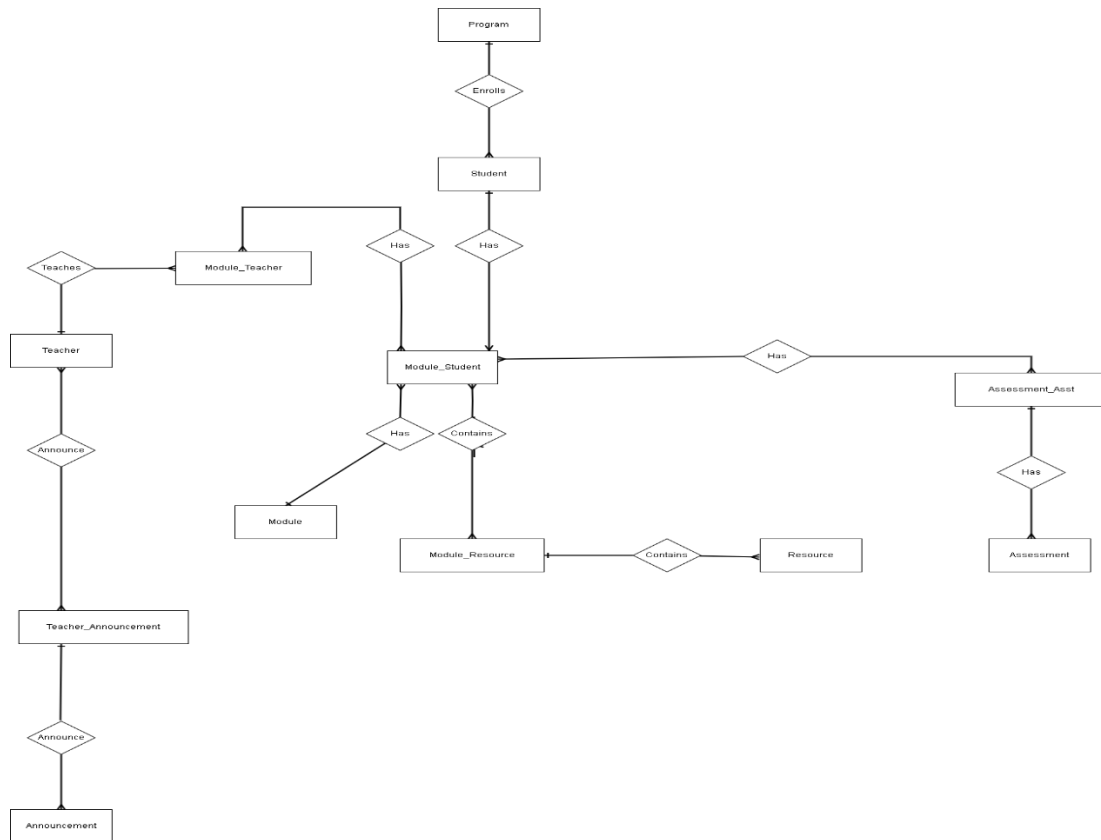 Program
Enrolls
Student
Has
Has
Teaches
Module_Teacher
Teacher
Module_Student
Has
Assessment_Asst
Has
Contains
Announce
Has
Module
Module_Resource
Contains
Resource
Assessment
Teacher_Announcement
Announce
Announcement